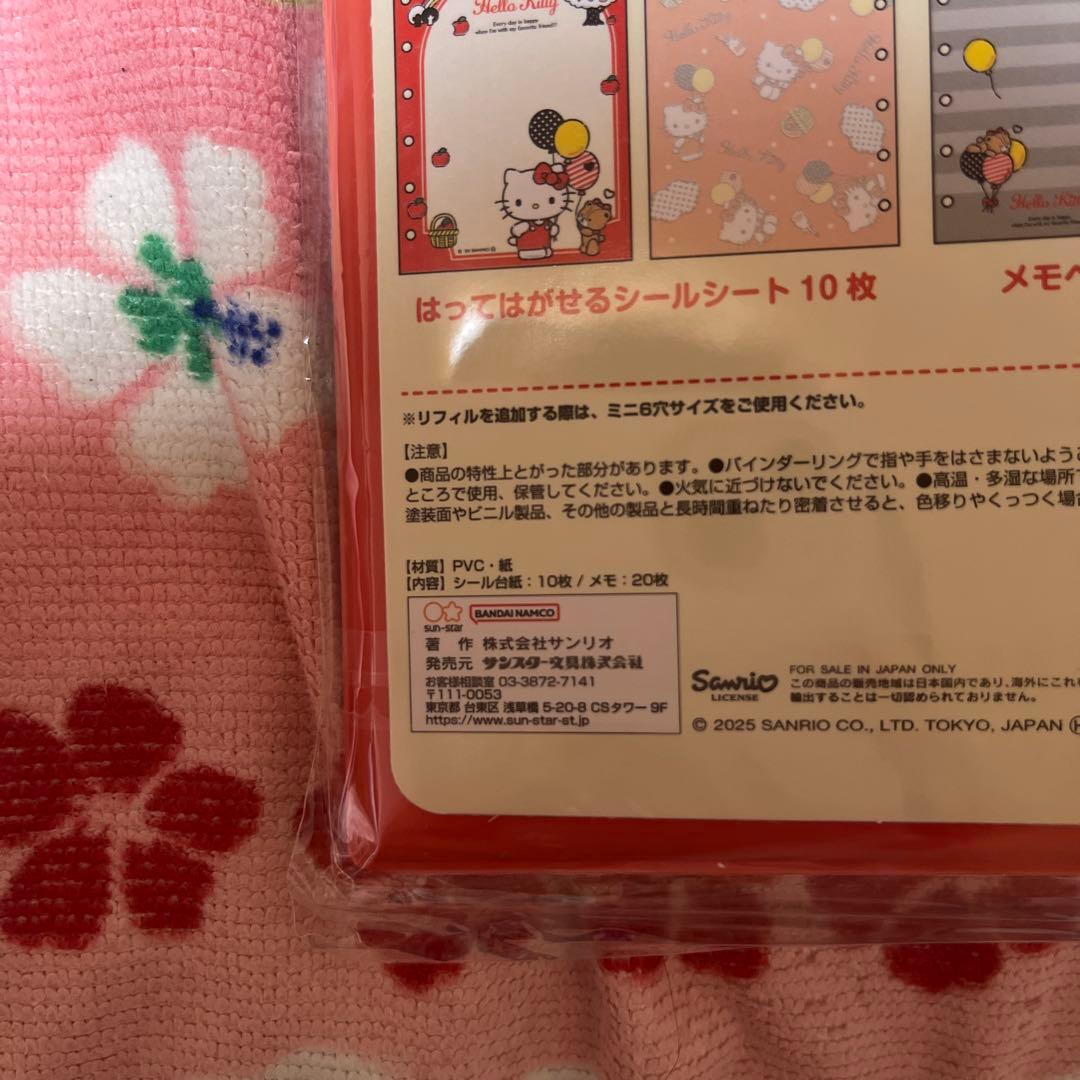 Hello Kitty
Every day is happy
when I'm with my favorite friend!!!
Hello Kitty
Hello Kitty
Hello Kitty
はってはがせるシールシート10枚
メモペ
※リフィルを追加する際は、ミニ6穴サイズをご使用ください。
【注意】
●商品の特性上とがった部分があります。●バインダーリングで指や手をはさまないようご
ところで使用、保管してください。●火気に近づけないでください。●高温・多湿な場所で
塗装面やビニル製品、その他の製品と長時間重ねたり密着させると、色移りやくっつく場合
【材質】PVC・紙
【内容】シール台紙：10枚 / メモ：20枚
sun-star BANDAI NAMCO
著 作 株式会社サンリオ
発売元 サンスター文具株式会社
お客様相談室 03-3872-7141
〒111-0053
東京都 台東区 浅草橋 5-20-8 CSタワー 9F
https://www.sun-star-st.jp
Sanrio
LICENSE
FOR SALE IN JAPAN ONLY
この商品の販売地域は日本国内であり、海外にこれを
輸出することは一切認められておりません。
© 2025 SANRIO CO., LTD. TOKYO, JAPAN Ⓗ